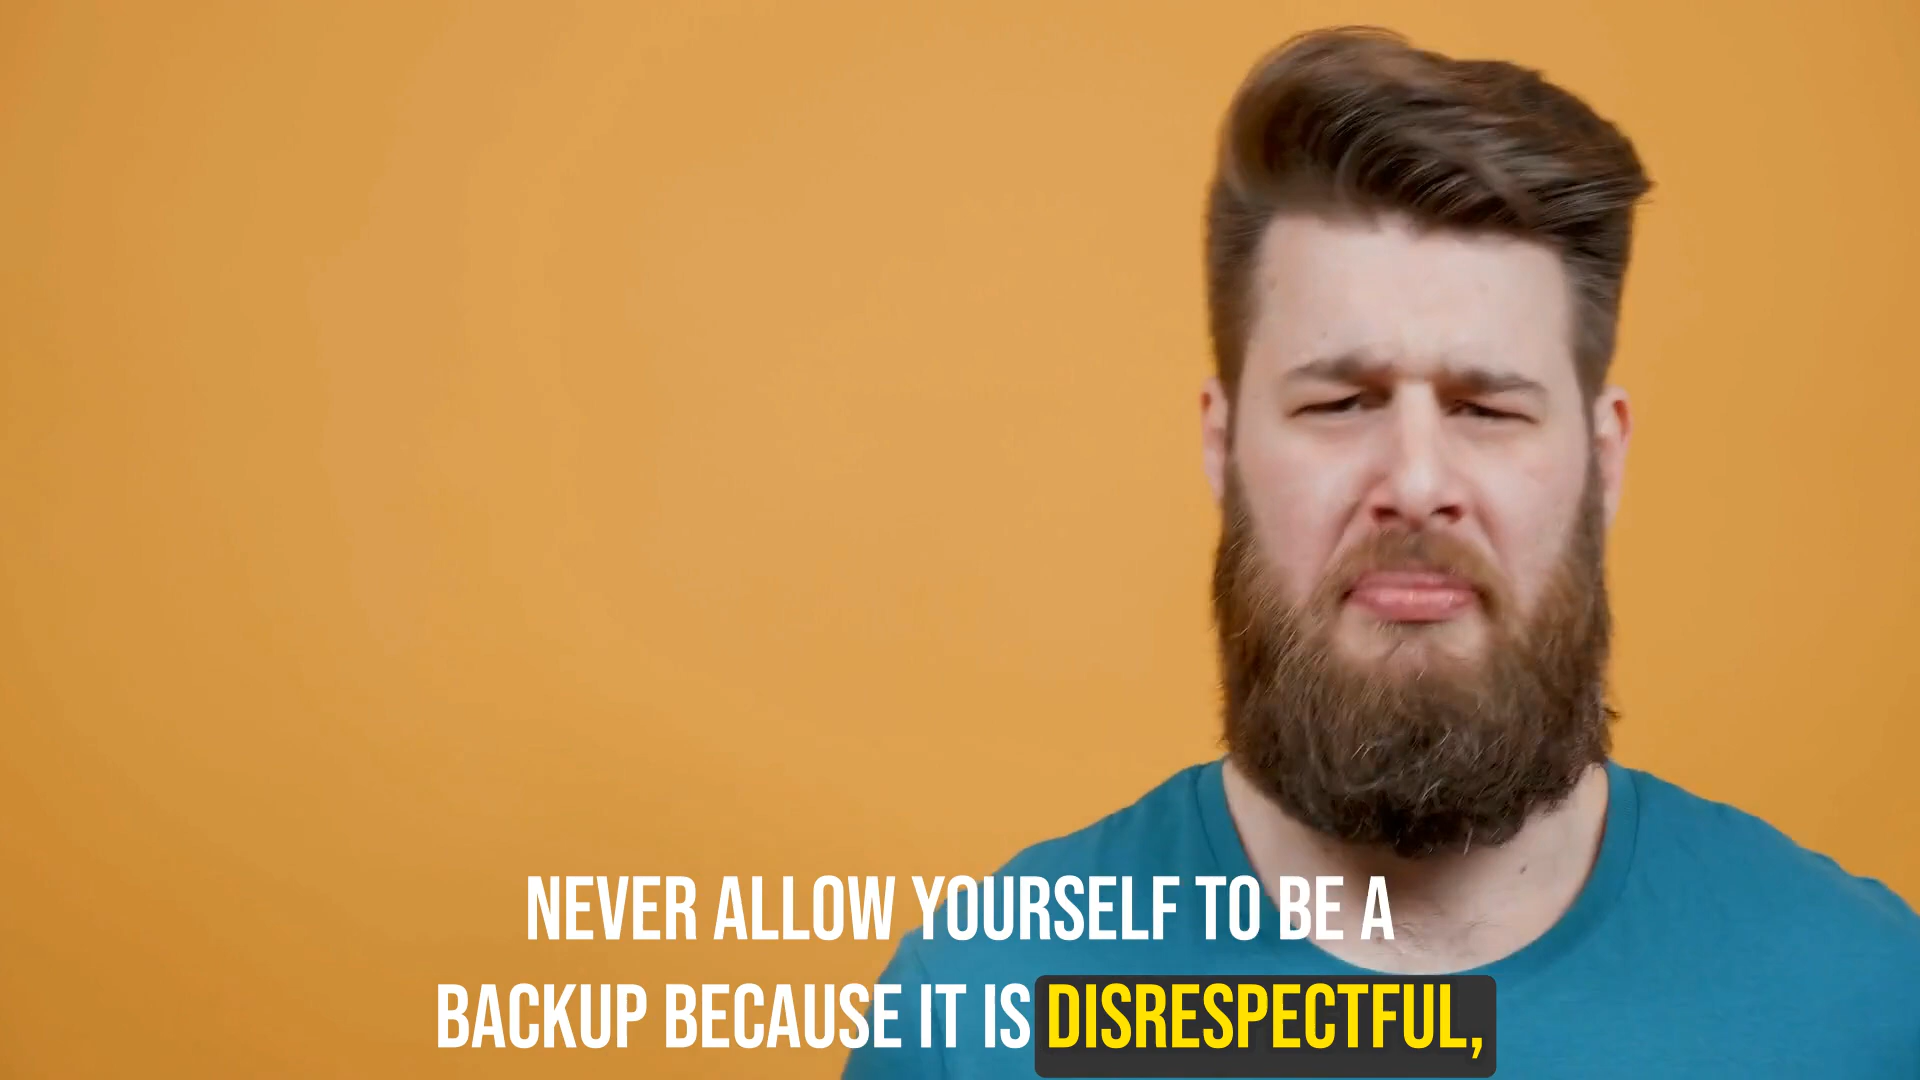 NEVER ALLOW YOURSELF TO BE A
BACKUP BECAUSE IT IS DISRESPECTFUL,